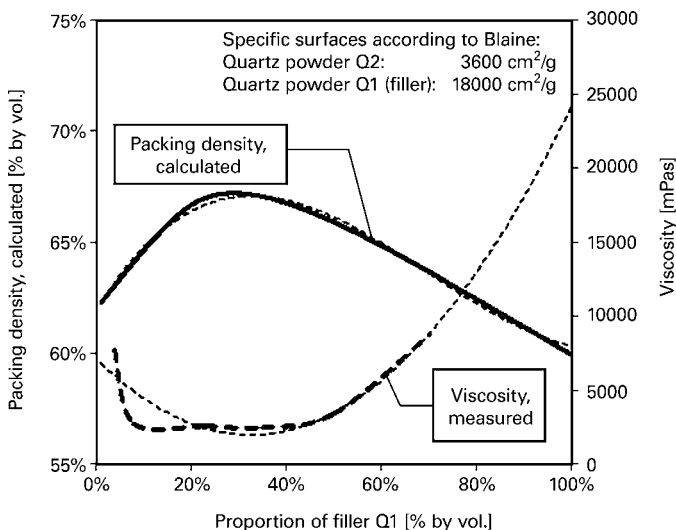 75%
70%
65%
60%
55%
Packing density, calculated [% by vol.]
Specific surfaces according to Blaine:
Quartz powder Q2: 3600 cm²/g
Quartz powder Q1 (filler): 18000 cm²/g
Packing density,
calculated
Viscosity,
measured
30000
25000
20000
15000
10000
5000
0
Viscosity [mPas]
0%
20%
40%
60%
80%
100%
Proportion of filler Q1 [% by vol.]